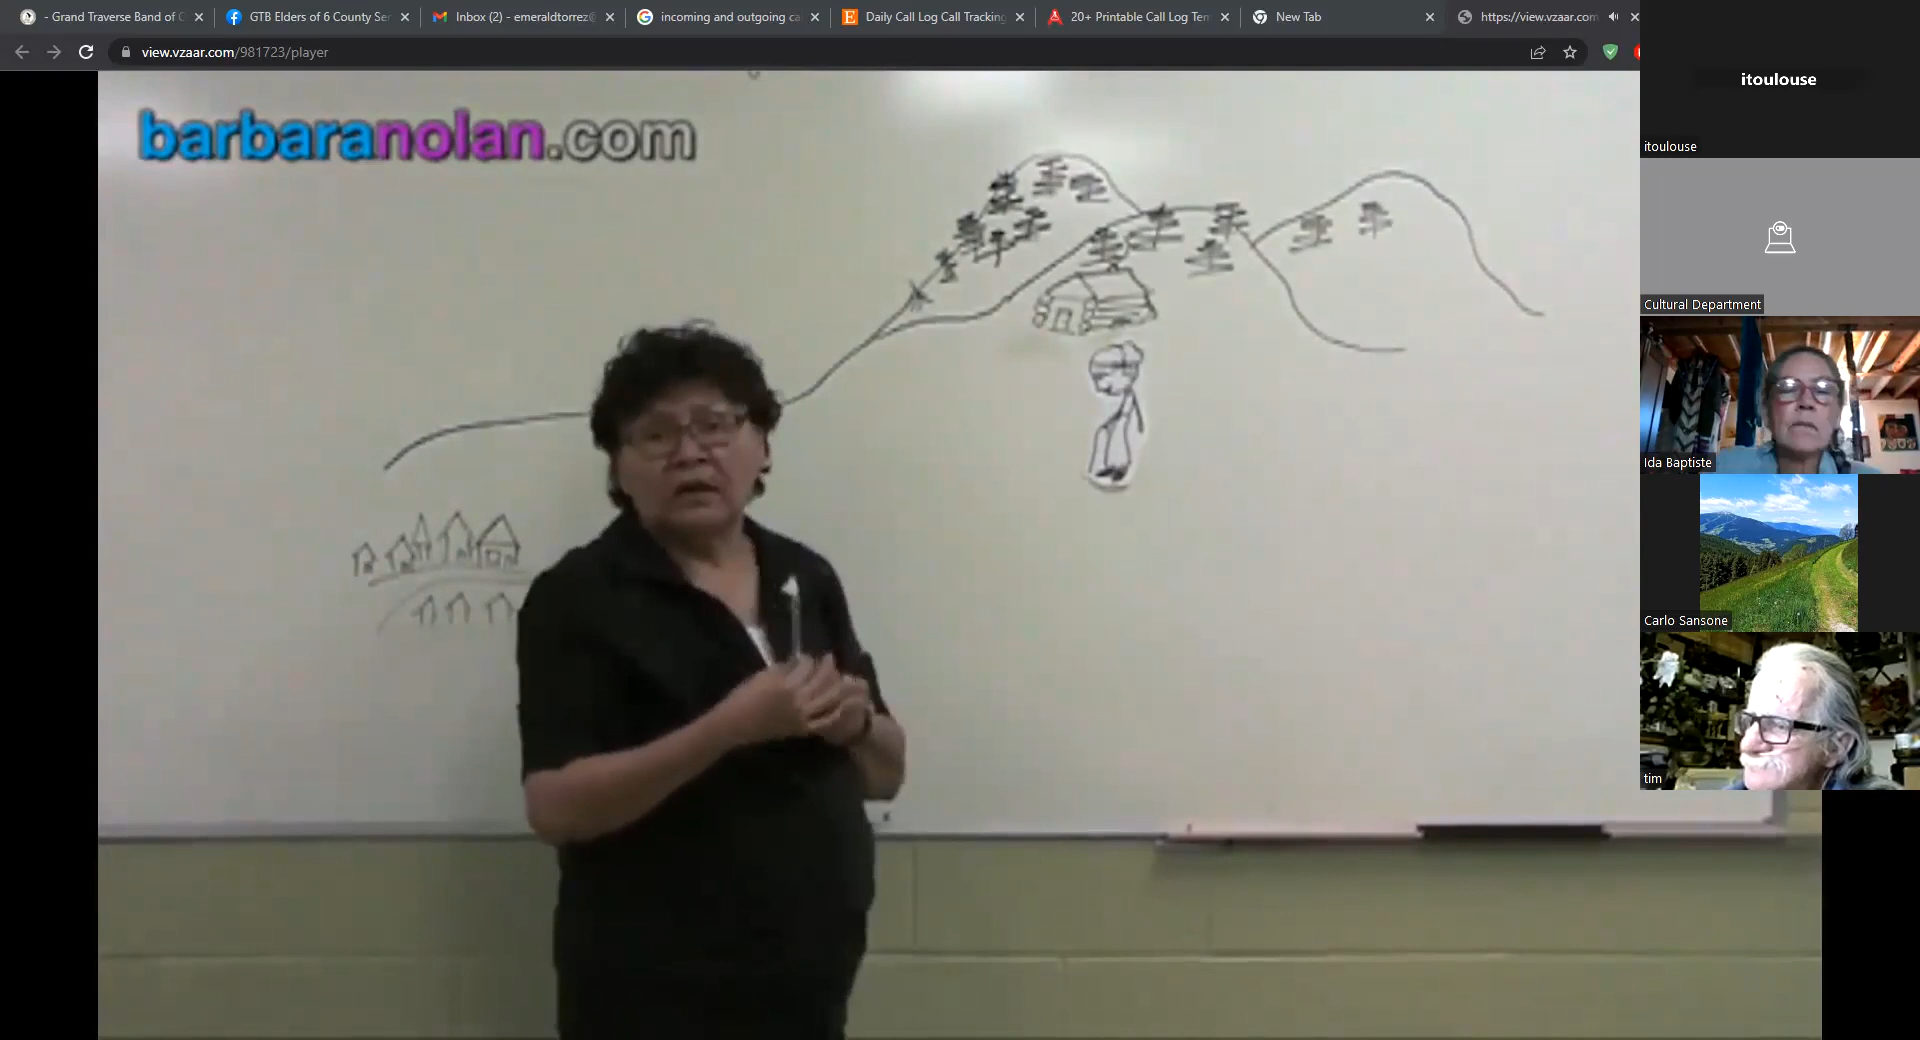 - Grand Traverse Band of O
GTB Elders of 6 County Ser
Inbox (2) - emeraldtorrez@
incoming and outgoing ca
Daily Call Log Call Tracking
20+ Printable Call Log Tem
New Tab
https://view.vzaar.com
view.vzaar.com/981723/player
barbaranolan.com
itoulouse
itoulouse
Cultural Department
Ida Baptiste
Carlo Sansone
tim